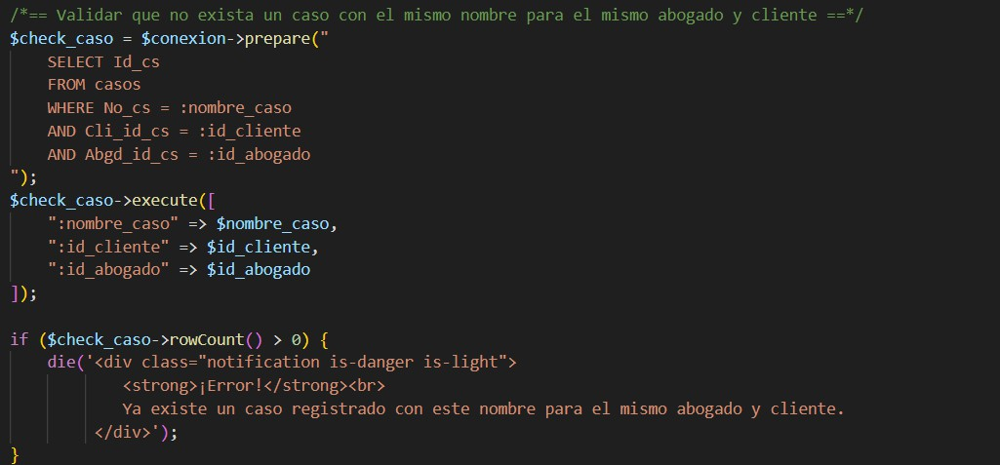 /*== Validar que no exista un caso con el mismo nombre para el mismo abogado y cliente ==*/
$check_caso = $conexion->prepare("
    SELECT Id_cs
    FROM casos
    WHERE No_cs = :nombre_caso
    AND Cli_id_cs = :id_cliente
    AND Abgd_id_cs = :id_abogado
");
$check_caso->execute([
    ":nombre_caso" => $nombre_caso,
    ":id_cliente" => $id_cliente,
    ":id_abogado" => $id_abogado
]);

if ($check_caso->rowCount() > 0) {
    die('<div class="notification is-danger is-light">
            <strong>¡Error!</strong><br>
            Ya existe un caso registrado con este nombre para el mismo abogado y cliente.
         </div>');
}